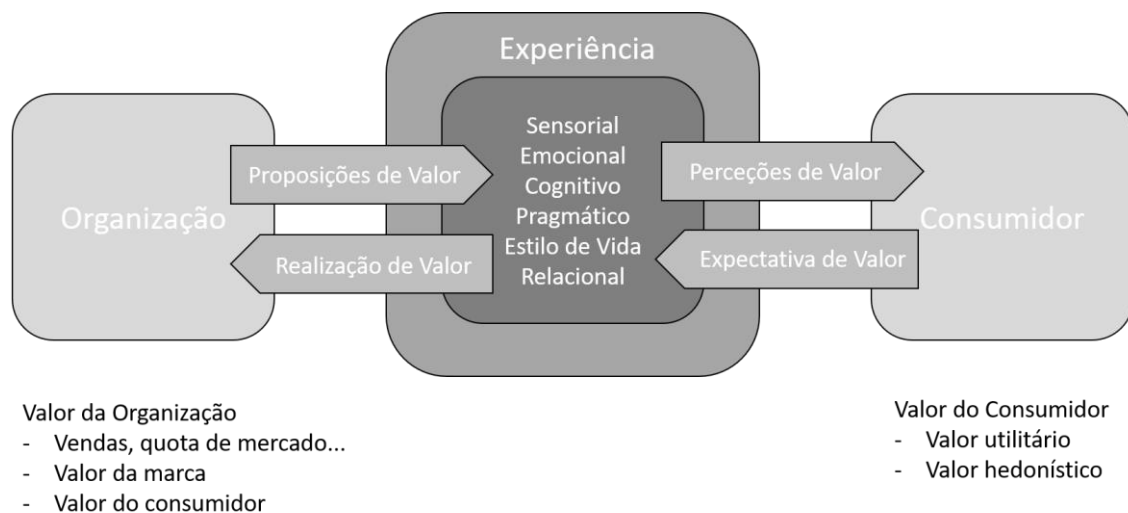 Experiência
Sensorial
Emocional
Cognitivo
Pragmático
Estilo de Vida
Relacional
Organização
Proposições de Valor
Realização de Valor
Perceções de Valor
Expectativa de Valor
Consumidor
Valor da Organização
- Vendas, quota de mercado...
- Valor da marca
- Valor do consumidor
Valor do Consumidor
- Valor utilitário
- Valor hedonístico